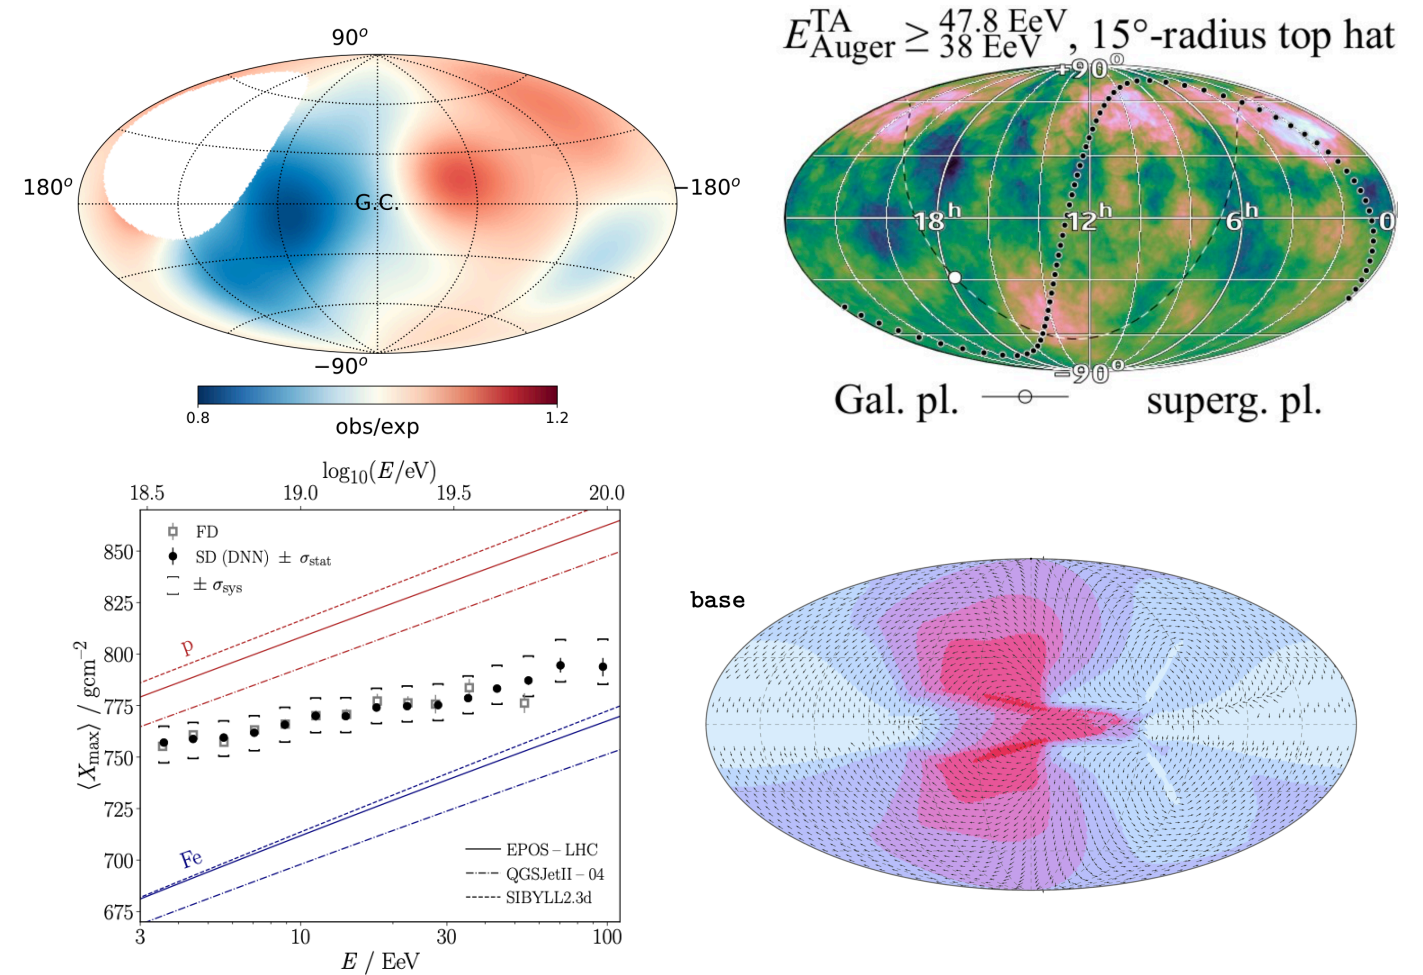 90°
180°
G.C.
−180°
−90°
0.8
1.2
obs/exp
E^TA_Auger ≥ 47.8 EeV
38 EeV, 15°-radius top hat
+90°
18h
12h
6h
0
−90°
Gal. pl.
superg. pl.
log10(E/eV)
18.5 19.0 19.5 20.0
FD
SD (DNN) ± σstat
± σsys
850
825
800
775
750
725
700
675
⟨Xmax⟩ / gcm−2
p
Fe
EPOS−LHC
QGSJetII−04
SIBYLL2.3d
3 10 30 100
E / EeV
base